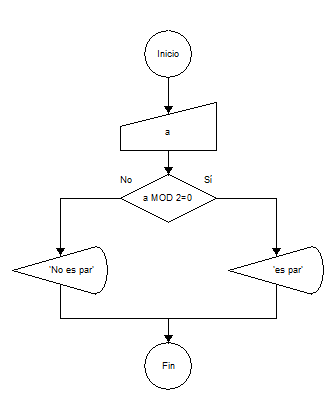 Inicio
a
No
Sí
a MOD 2=0
'No es par'
'es par'
Fin